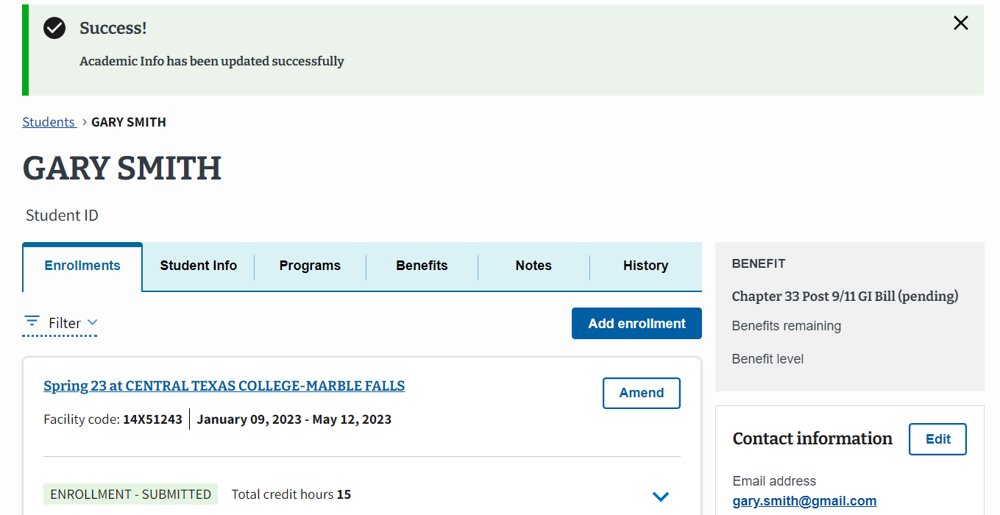 Success!
Academic Info has been updated successfully
Students > GARY SMITH
GARY SMITH
Student ID
Enrollments
Student Info
Programs
Benefits
Notes
History
Filter
Add enrollment
Spring 23 at CENTRAL TEXAS COLLEGE-MARBLE FALLS
Amend
Facility code: 14X51243 | January 09, 2023 - May 12, 2023
ENROLLMENT - SUBMITTED
Total credit hours 15
BENEFIT
Chapter 33 Post 9/11 GI Bill (pending)
Benefits remaining
Benefit level
Contact information
Edit
Email address
gary.smith@gmail.com